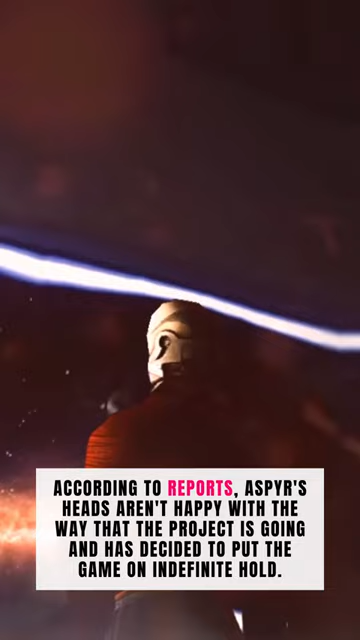 ACCORDING TO REPORTS, ASPYR'S
HEADS AREN'T HAPPY WITH THE
WAY THAT THE PROJECT IS GOING
AND HAS DECIDED TO PUT THE
GAME ON INDEFINITE HOLD.